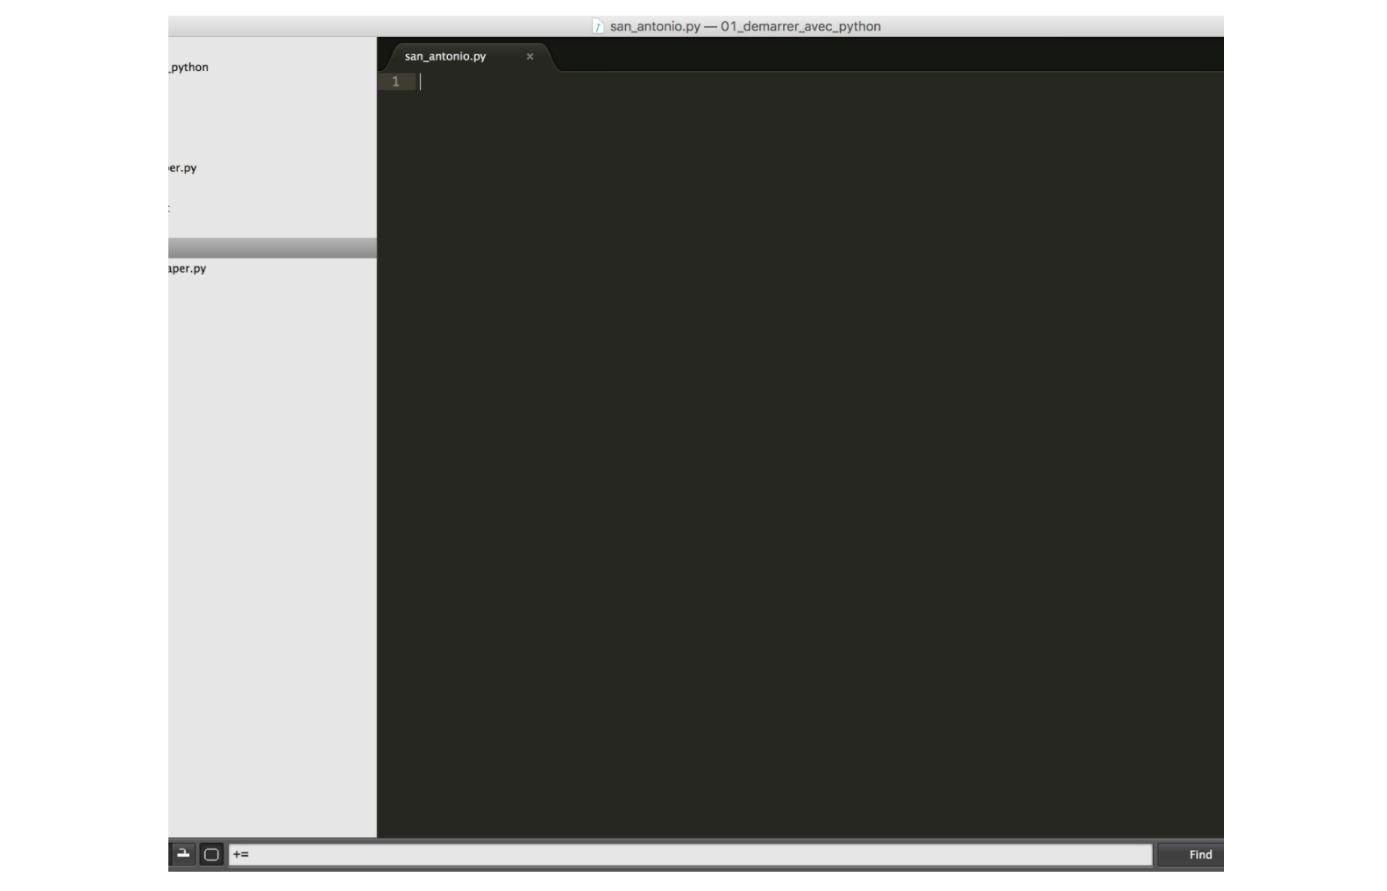 san_antonio.py — 01_demarrer_avec_python
_python
er.py
aper.py
san_antonio.py ×
1
+=
Find